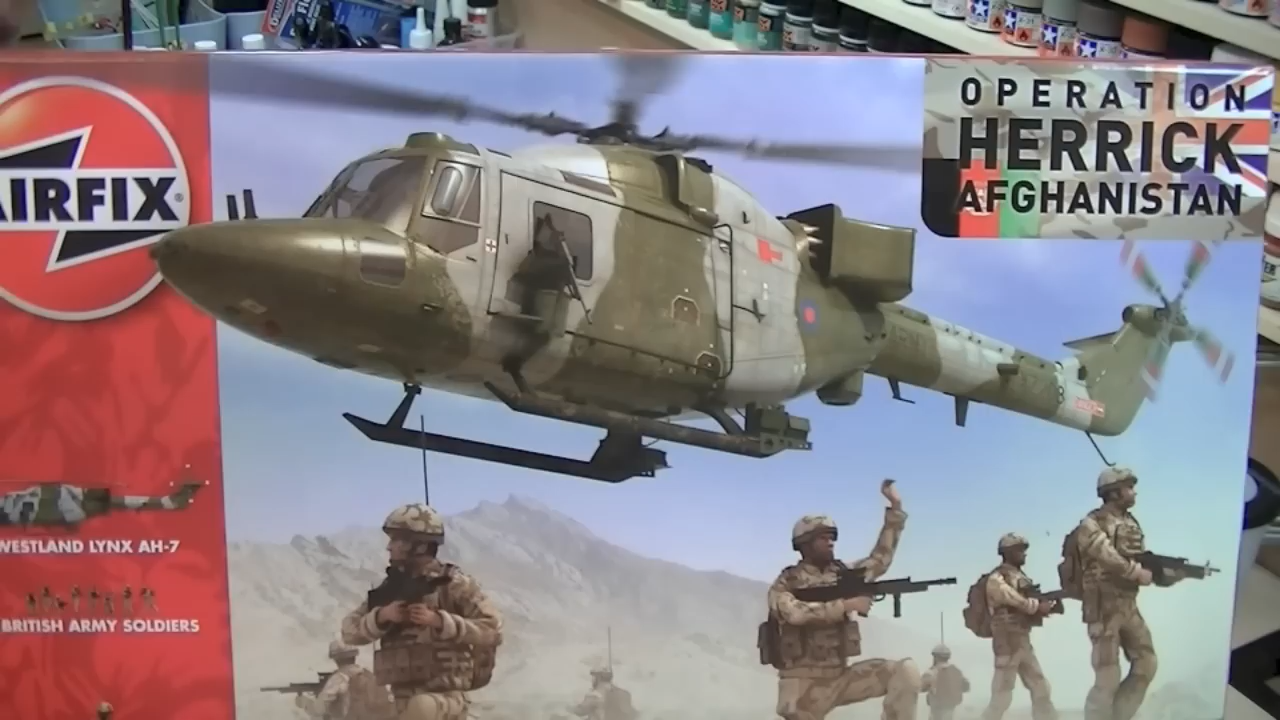 OPERATION
HERRICK
AFGHANISTAN
AIRFIX®
WESTLAND LYNX AH-7
BRITISH ARMY SOLDIERS